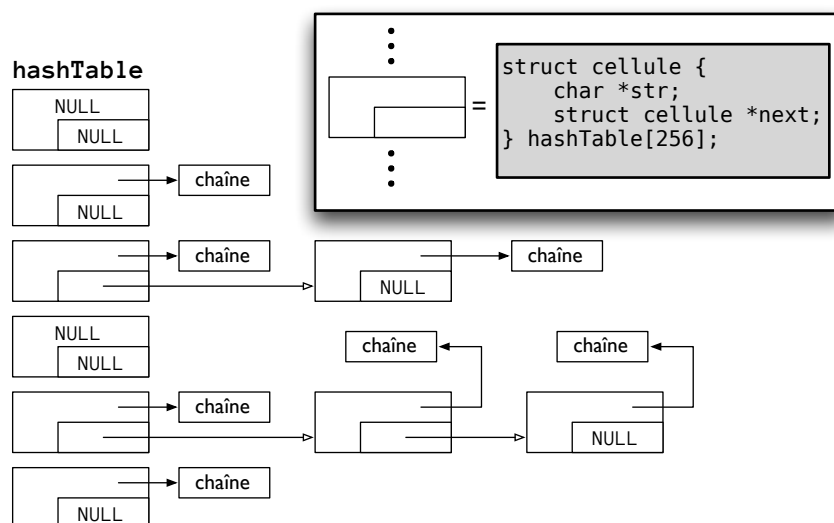 hashTable
struct cellule {
    char *str;
    struct cellule *next;
} hashTable[256];
=
NULL
NULL
chaîne
NULL
chaîne
chaîne
NULL
NULL
NULL
chaîne
chaîne
chaîne
NULL
chaîne
NULL